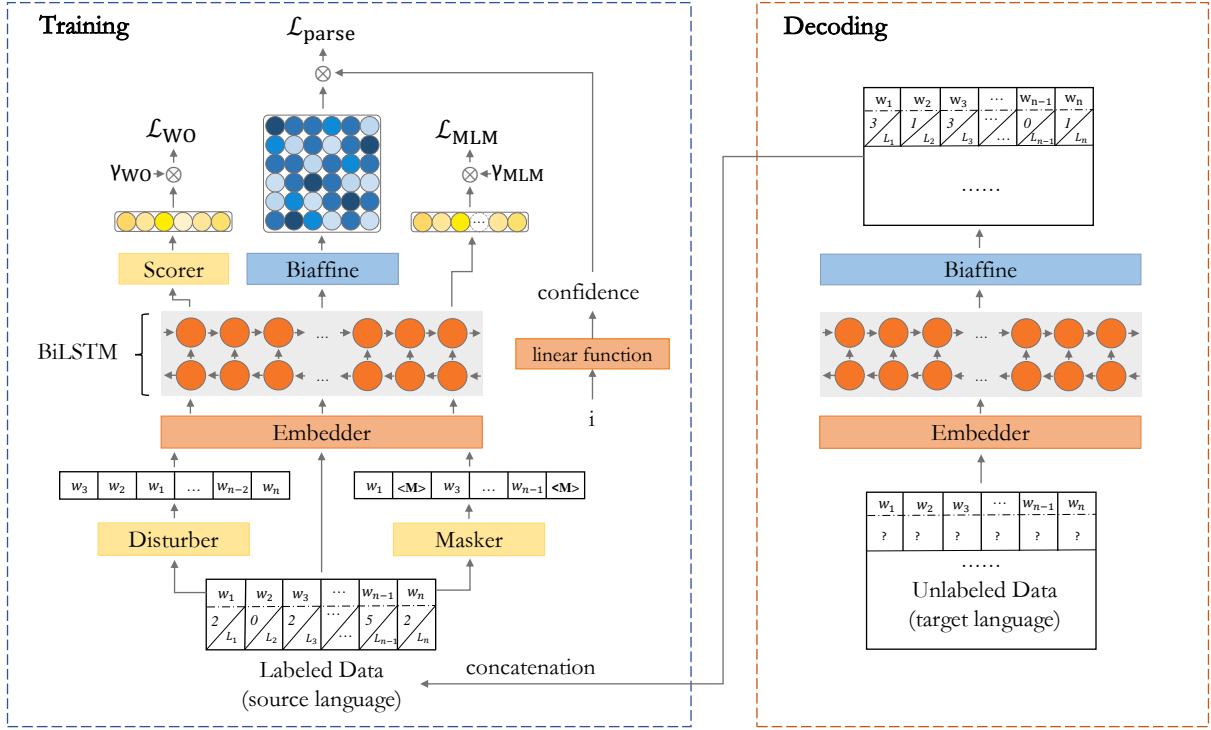 Training
ℒparse
ℒWO
ℒMLM
γWO
γMLM
...
Scorer
Biaffine
confidence
BiLSTM
...
...
linear function
i
Embedder
w3 w2 w1 ... wn−2 wn
w1 <M> w3 ... wn−1 <M>
Disturber
Masker
w1 w2 w3 ... wn−1 wn
2 0 2 ... 5 2
L1 L2 L3 ... Ln−1 Ln
Labeled Data
(source language)
concatenation
Decoding
w1 w2 w3 ... wn−1 wn
3 1 3 ... 0 1
L1 L2 L3 ... Ln−1 Ln
......
Biaffine
...
...
Embedder
w1 w2 w3 ... wn−1 wn
? ? ? ? ? ?
......
Unlabeled Data
(target language)